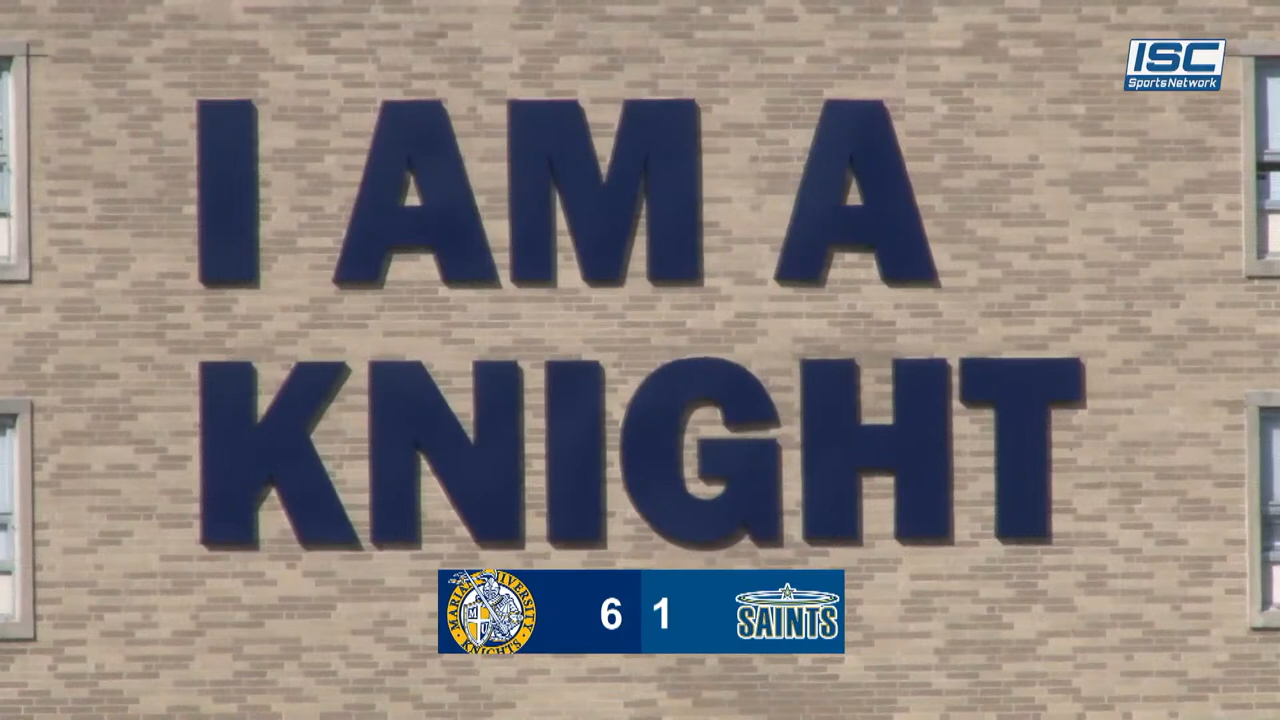 ISC
SportsNetwork
I AM A
KNIGHT
MARIAN UNIVERSITY
KNIGHTS
6 1
SAINTS